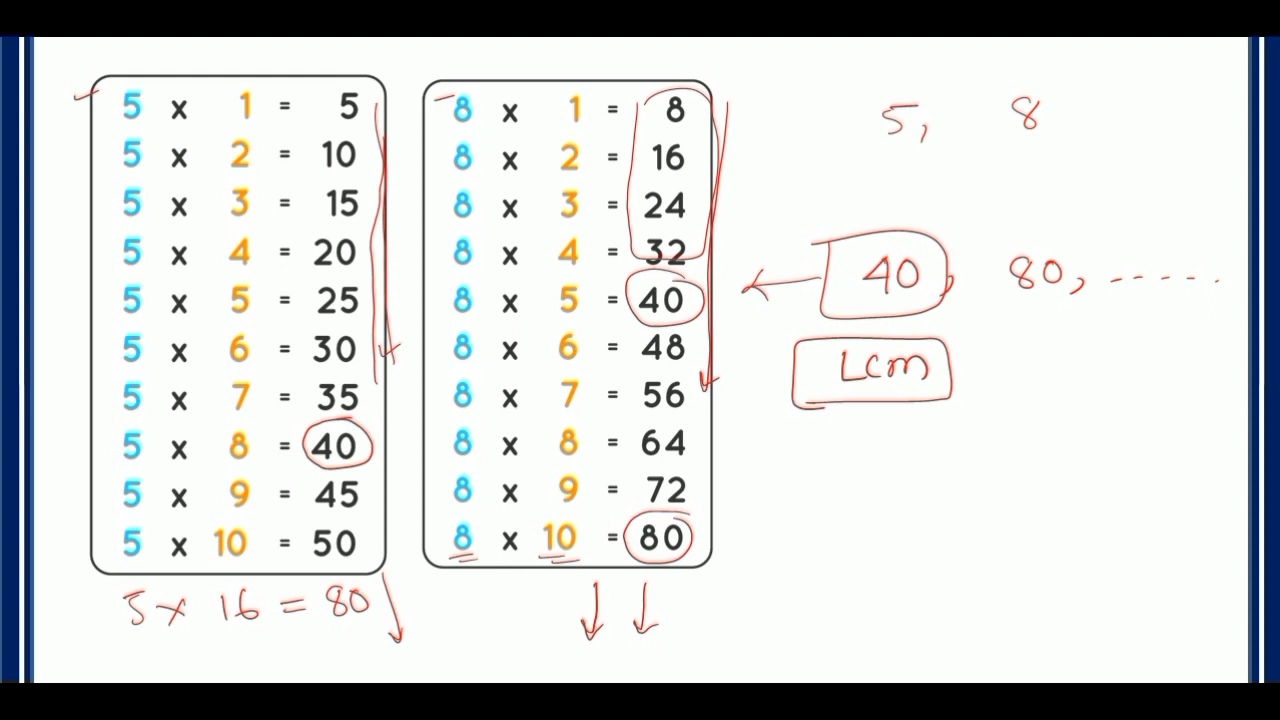 5 x 1 = 5
5 x 2 = 10
5 x 3 = 15
5 x 4 = 20
5 x 5 = 25
5 x 6 = 30
5 x 7 = 35
5 x 8 = 40
5 x 9 = 45
5 x 10 = 50
5 x 16 = 80
8 x 1 = 8
8 x 2 = 16
8 x 3 = 24
8 x 4 = 32
8 x 5 = 40
8 x 6 = 48
8 x 7 = 56
8 x 8 = 64
8 x 9 = 72
8 x 10 = 80
5, 8
40, 80, ......
Lcm